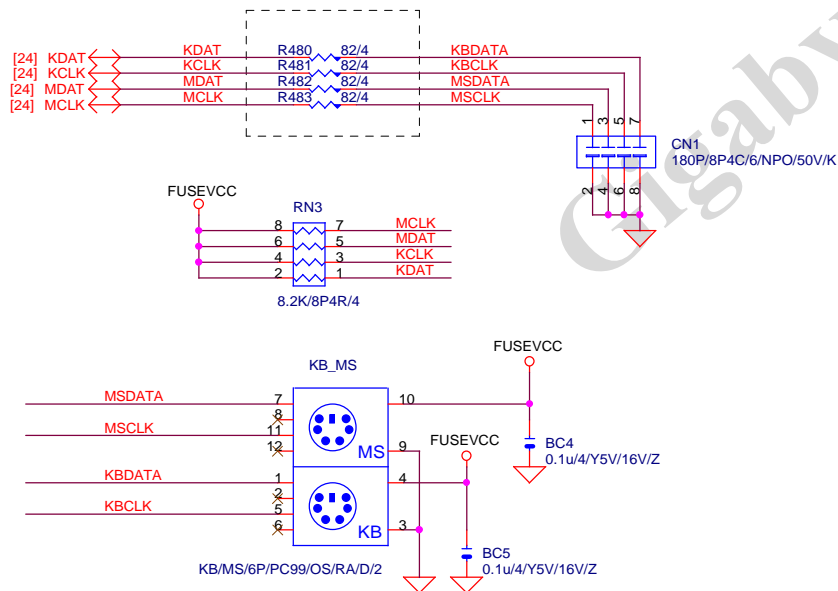 [24] KDAT KDAT R480 82/4 KBDATA
[24] KCLK KCLK R481 82/4 KBCLK
[24] MDAT MDAT R482 82/4 MSDATA
[24] MCLK MCLK R483 82/4 MSCLK
1 3 5 7
CN1
180P/8P4C/6/NPO/50V/K
2 4 6 8
Gigaby
FUSEVCC
RN3
8 7 MCLK
6 5 MDAT
4 3 KCLK
2 1 KDAT
8.2K/8P4R/4
FUSEVCC
KB_MS
MSDATA 7 10
8
FUSEVCC
MSCLK 11
12 MS 9
BC4
0.1u/4/Y5V/16V/Z
KBDATA 1 4
2
KBCLK 5
6 KB 3
BC5
0.1u/4/Y5V/16V/Z
KB/MS/6P/PC99/OS/RA/D/2